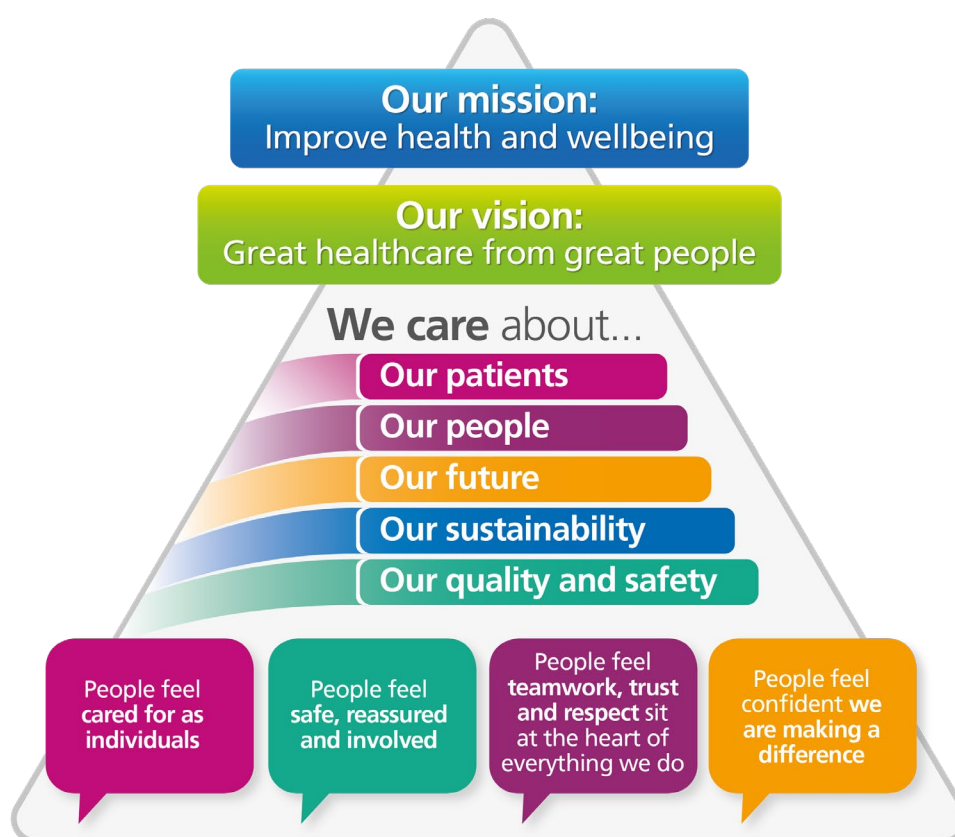 Our mission:
Improve health and wellbeing
Our vision:
Great healthcare from great people
We care about...
Our patients
Our people
Our future
Our sustainability
Our quality and safety
People feel
cared for as
individuals
People feel
safe, reassured
and involved
People feel
teamwork, trust
and respect sit
at the heart of
everything we do
People feel
confident we
are making a
difference